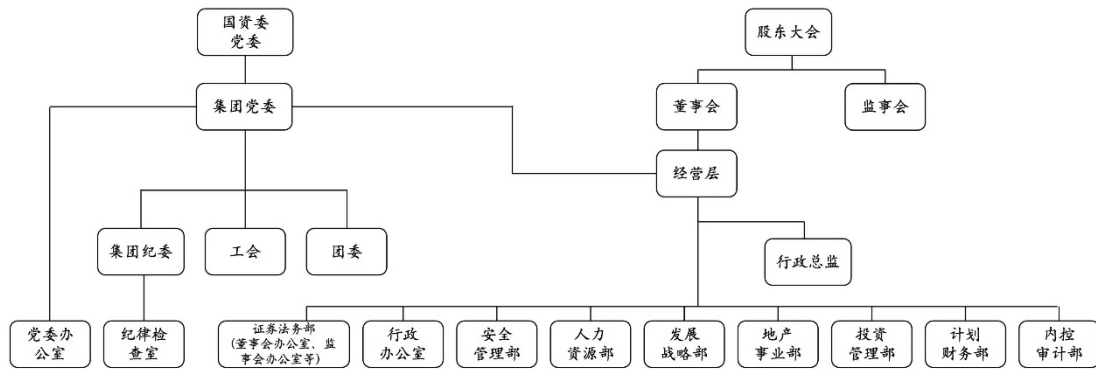 国资委
党委
股东大会
集团党委
董事会
监事会
经营层
集团纪委
工会
团委
行政总监
党委办
公室
纪律检
查室
证券法务部
(董事会办公室、监
事会办公室等)
行政
办公室
安全
管理部
人力
资源部
发展
战略部
地产
事业部
投资
管理部
计划
财务部
内控
审计部